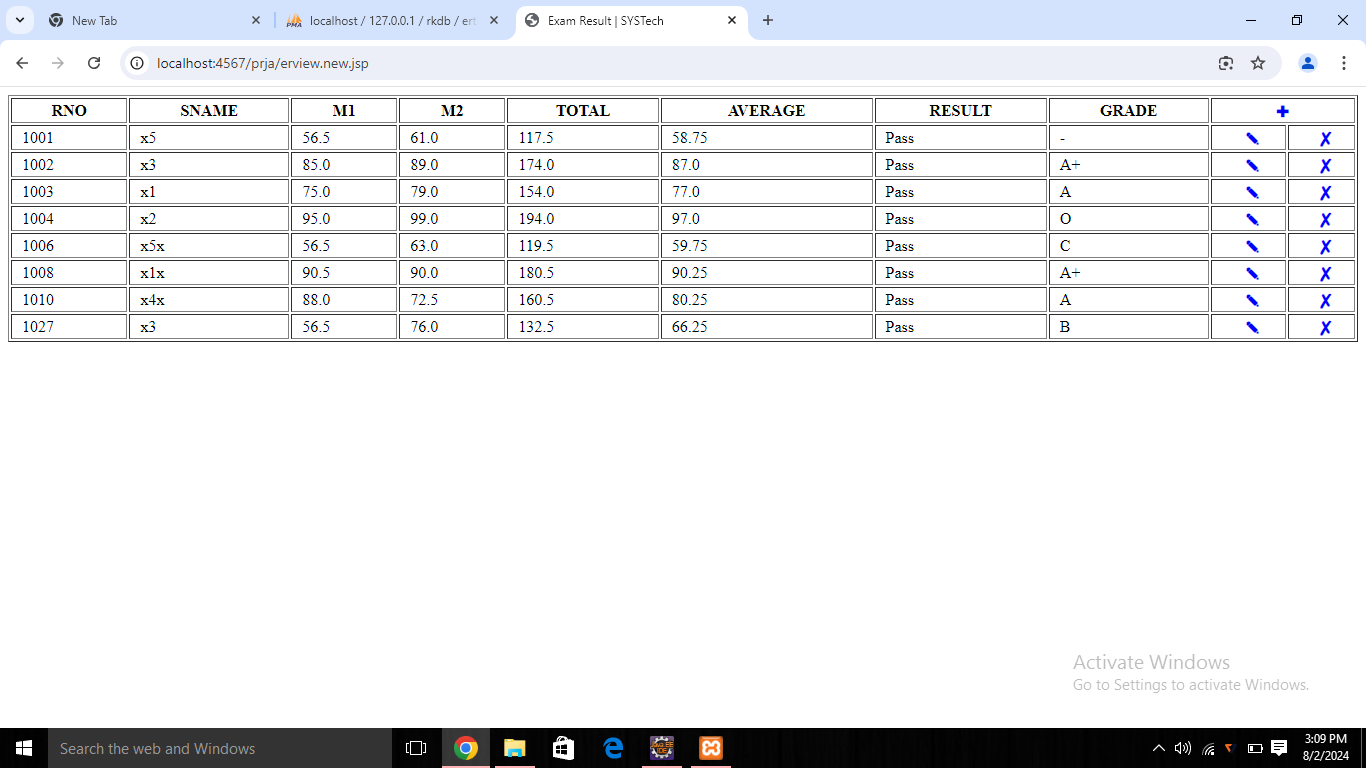 New Tab
localhost / 127.0.0.1 / rkdb / ert
Exam Result | SYSTech
localhost:4567/prja/erview.new.jsp
RNO SNAME M1 M2 TOTAL AVERAGE RESULT GRADE
1001 x5 56.5 61.0 117.5 58.75 Pass -
1002 x3 85.0 89.0 174.0 87.0 Pass A+
1003 x1 75.0 79.0 154.0 77.0 Pass A
1004 x2 95.0 99.0 194.0 97.0 Pass O
1006 x5x 56.5 63.0 119.5 59.75 Pass C
1008 x1x 90.5 90.0 180.5 90.25 Pass A+
1010 x4x 88.0 72.5 160.5 80.25 Pass A
1027 x3 56.5 76.0 132.5 66.25 Pass B
Activate Windows
Go to Settings to activate Windows.
Search the web and Windows
3:09 PM
8/2/2024